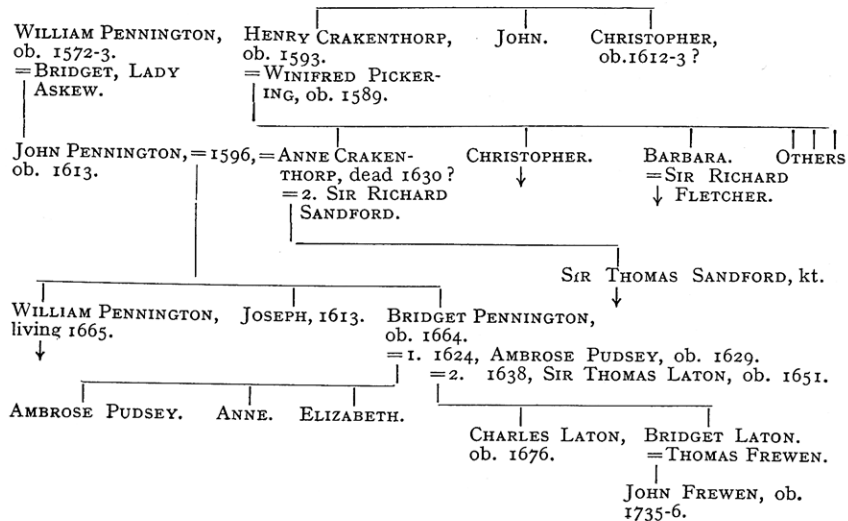 WILLIAM PENNINGTON,
ob. 1572-3.
=BRIDGET, LADY
ASKEW.
HENRY CRAKENTHORP,
ob. 1593.
=WINIFRED PICKER-
ING, ob. 1589.
JOHN.
CHRISTOPHER,
ob.1612-3 ?
JOHN PENNINGTON,
ob. 1613.
= 1596, =
ANNE CRAKEN-
THORP, dead 1630 ?
= 2. SIR RICHARD
SANDFORD.
CHRISTOPHER.
BARBARA.
=SIR RICHARD
FLETCHER.
OTHERS
SIR THOMAS SANDFORD, kt.
WILLIAM PENNINGTON,
living 1665.
JOSEPH, 1613.
BRIDGET PENNINGTON,
ob. 1664.
=1. 1624, AMBROSE PUDSEY, ob. 1629.
=2. 1638, SIR THOMAS LATON, ob. 1651.
AMBROSE PUDSEY.
ANNE.
ELIZABETH.
CHARLES LATON,
ob. 1676.
BRIDGET LATON.
=THOMAS FREWEN.
JOHN FREWEN, ob.
1735-6.